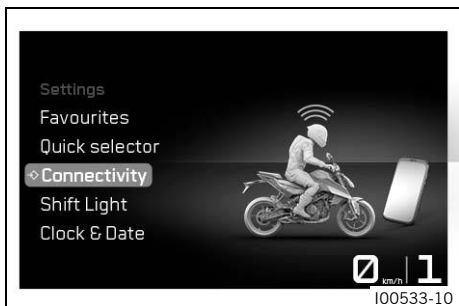 Settings
Favourites
Quick selector
Connectivity
Shift Light
Clock & Date
0 km/h 1
I00533-10